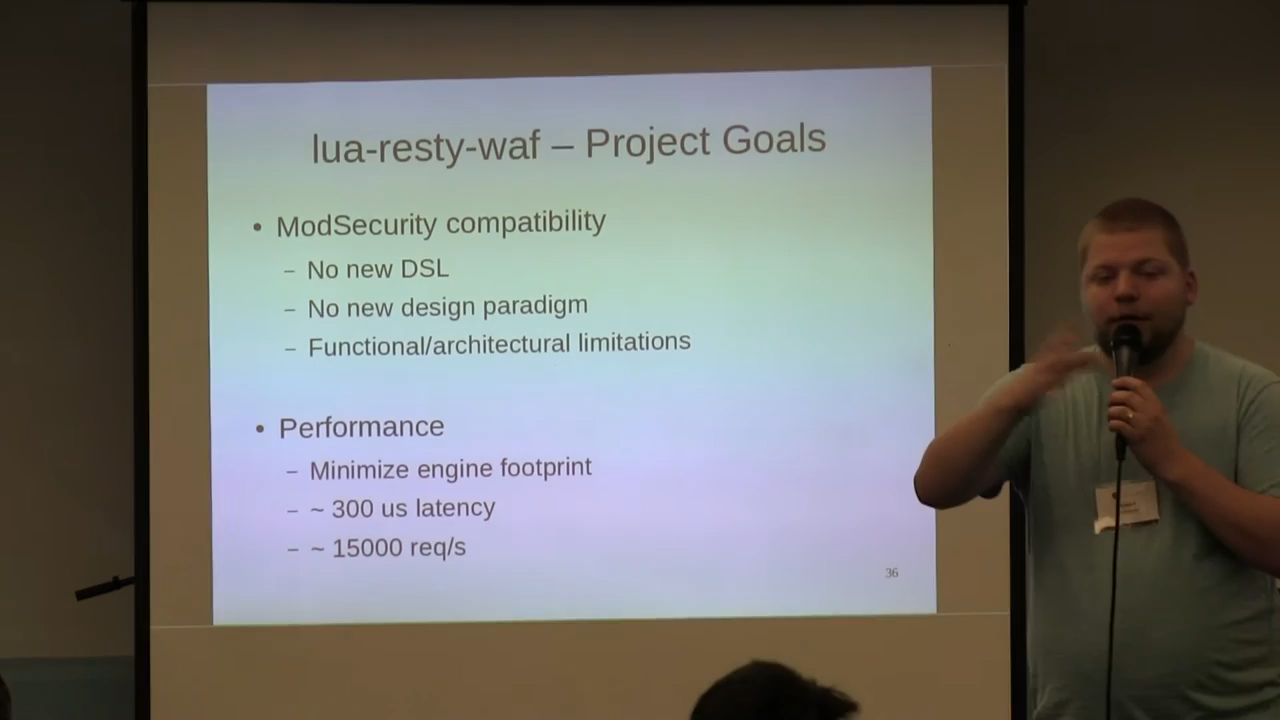 lua-resty-waf – Project Goals
• ModSecurity compatibility
– No new DSL
– No new design paradigm
– Functional/architectural limitations
• Performance
– Minimize engine footprint
– ~ 300 us latency
– ~ 15000 req/s
36